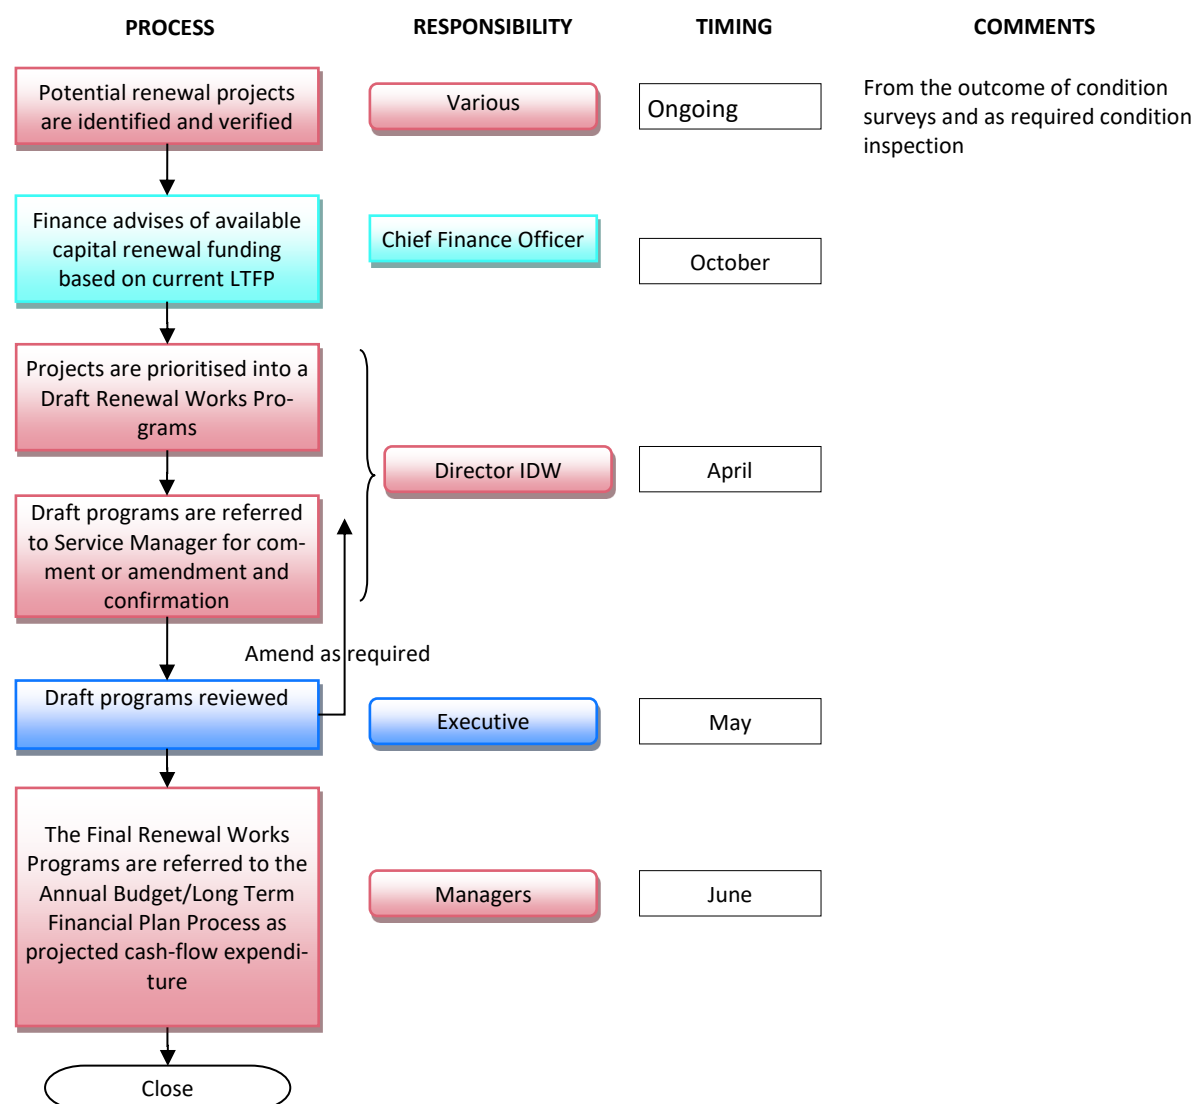 PROCESS
RESPONSIBILITY
TIMING
COMMENTS
Potential renewal projects
are identified and verified
Various
Ongoing
From the outcome of condition
surveys and as required condition
inspection
Finance advises of available
capital renewal funding
based on current LTFP
Chief Finance Officer
October
Projects are prioritised into a
Draft Renewal Works Pro-
grams
Director IDW
April
Draft programs are referred
to Service Manager for com-
ment or amendment and
confirmation
Amend as required
Draft programs reviewed
Executive
May
The Final Renewal Works
Programs are referred to the
Annual Budget/Long Term
Financial Plan Process as
projected cash-flow expendi-
ture
Managers
June
Close